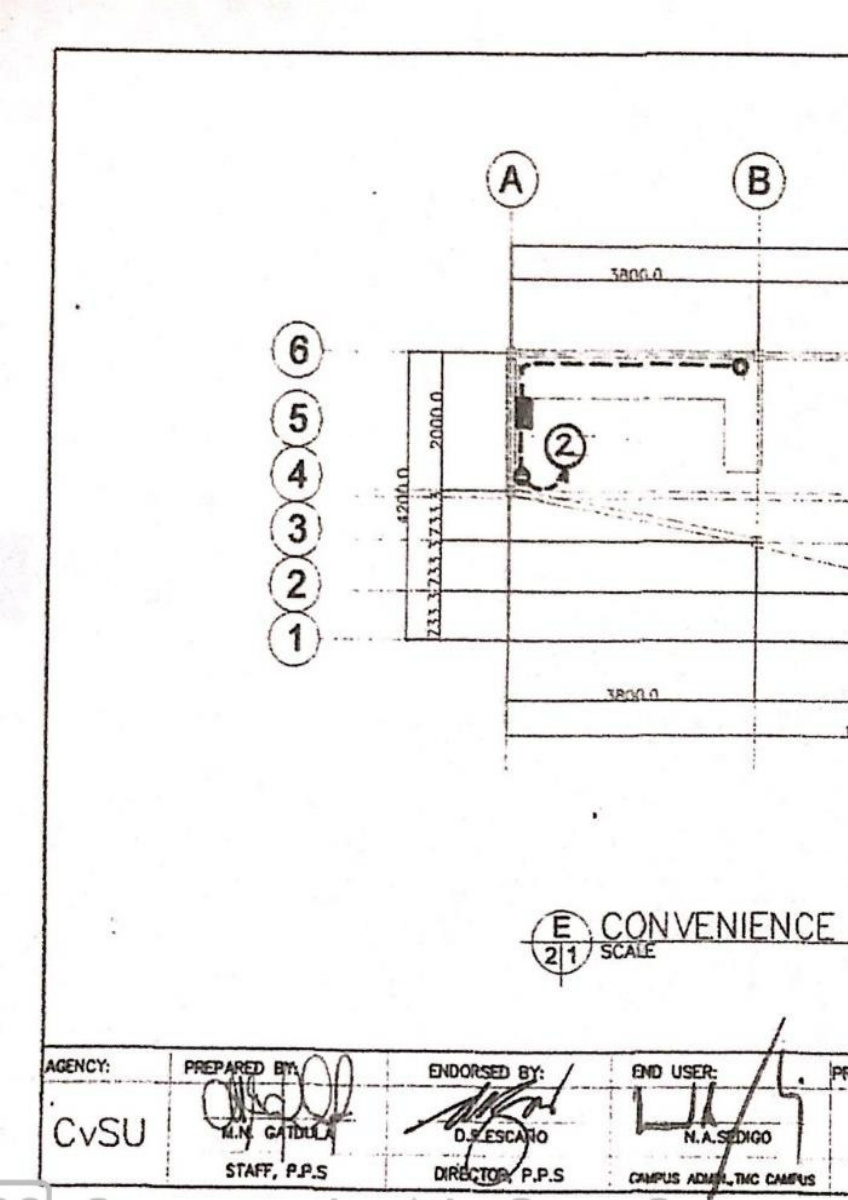 A B
3800.0
6
5
2000.0
2
4
4200.0
3
733.3
733.3
2
733.3
1
3800.0
E CONVENIENCE
2 1 SCALE
AGENCY: PREPARED BY: ENDORSED BY: END USER:
CvSU M.N. GATDULA D.S.ESCAÑO N.A.SEDIGO
STAFF, P.P.S DIRECTOR, P.P.S CAMPUS ADMIN., TMC CAMPUS